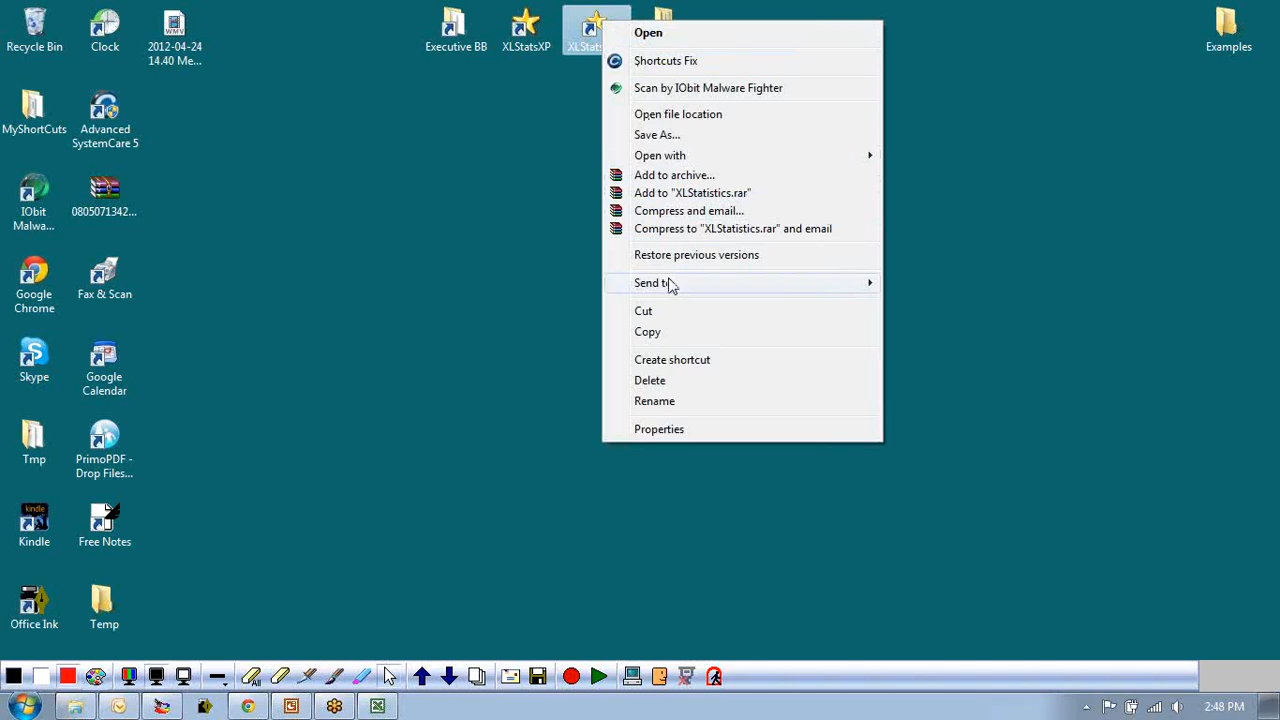 Recycle Bin
Clock
2012-04-24
14.40 Me...
WMV
Executive BB
XLStatsXP
XLStats
Examples
MyShortCuts
Advanced
SystemCare 5
IObit
Malwa...
0805071342...
Google
Chrome
Fax & Scan
Skype
Google
Calendar
Tmp
PrimoPDF -
Drop Files...
kindle
Kindle
Free Notes
Office Ink
Temp
Open
Shortcuts Fix
Scan by IObit Malware Fighter
Open file location
Save As...
Open with
Add to archive...
Add to "XLStatistics.rar"
Compress and email...
Compress to "XLStatistics.rar" and email
Restore previous versions
Send to
Cut
Copy
Create shortcut
Delete
Rename
Properties
2:48 PM